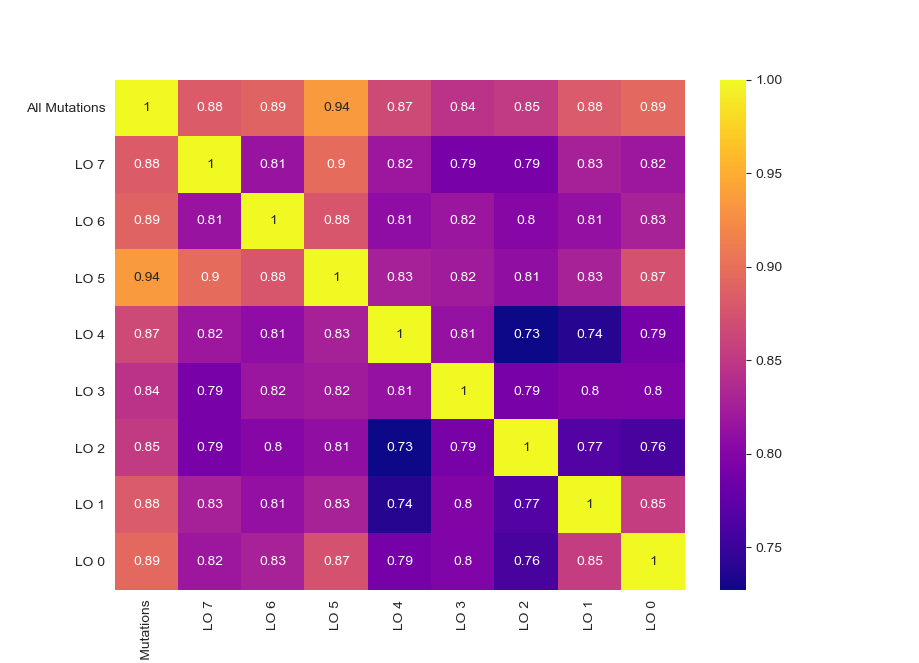 All Mutations 1 0.88 0.89 0.94 0.87 0.84 0.85 0.88 0.89
LO 7 0.88 1 0.81 0.9 0.82 0.79 0.79 0.83 0.82
LO 6 0.89 0.81 1 0.88 0.81 0.82 0.8 0.81 0.83
LO 5 0.94 0.9 0.88 1 0.83 0.82 0.81 0.83 0.87
LO 4 0.87 0.82 0.81 0.83 1 0.81 0.73 0.74 0.79
LO 3 0.84 0.79 0.82 0.82 0.81 1 0.79 0.8 0.8
LO 2 0.85 0.79 0.8 0.81 0.73 0.79 1 0.77 0.76
LO 1 0.88 0.83 0.81 0.83 0.74 0.8 0.77 1 0.85
LO 0 0.89 0.82 0.83 0.87 0.79 0.8 0.76 0.85 1
Mutations LO 7 LO 6 LO 5 LO 4 LO 3 LO 2 LO 1 LO 0
1.00
0.95
0.90
0.85
0.80
0.75